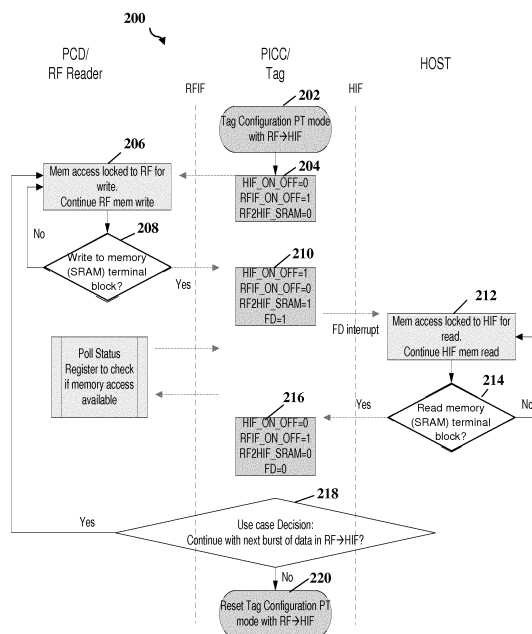 200
PCD/
RF Reader
PICC/
Tag
HOST
RFIF
HIF
202
Tag Configuration PT mode
with RF→HIF
206
Mem access locked to RF for
write.
Continue RF mem write
204
HIF_ON_OFF=0
RFIF_ON_OFF=1
RF2HIF_SRAM=0
No
208
Write to memory
(SRAM) terminal
block?
Yes
210
HIF_ON_OFF=1
RFIF_ON_OFF=0
RF2HIF_SRAM=1
FD=1
FD interrupt
212
Mem access locked to HIF for
read.
Continue HIF mem read
Poll Status
Register to check
if memory access
available
214
Read memory
(SRAM) terminal
block?
No
Yes
216
HIF_ON_OFF=0
RFIF_ON_OFF=1
RF2HIF_SRAM=0
FD=0
218
Yes
Use case Decision:
Continue with next burst of data in RF→HIF?
No
220
Reset Tag Configuration PT
mode with RF→HIF